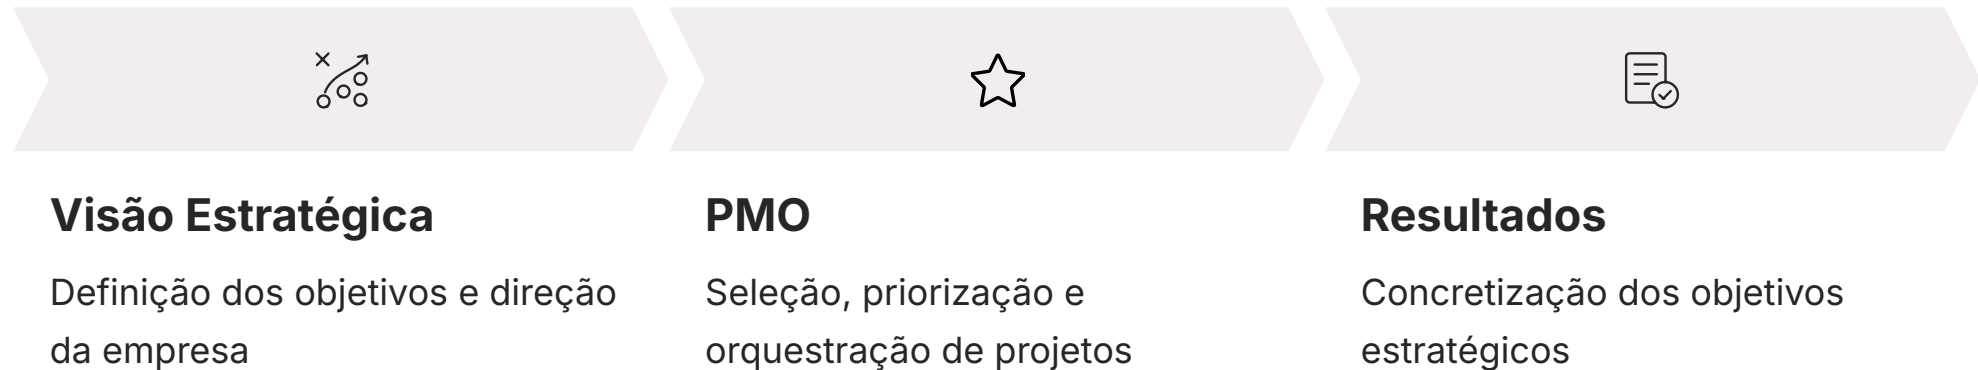 Visão Estratégica
Definição dos objetivos e direção
da empresa
PMO
Seleção, priorização e
orquestração de projetos
Resultados
Concretização dos objetivos
estratégicos